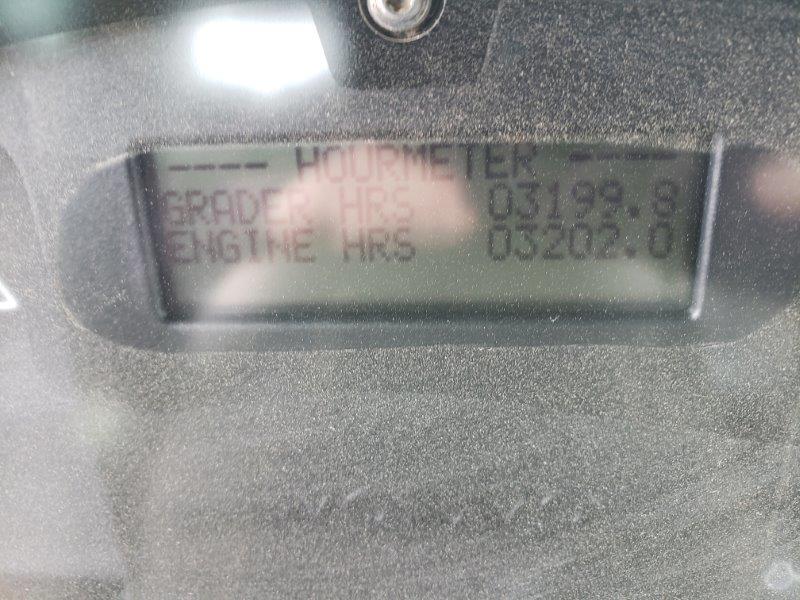 ---- HOURMETER ----
GRADER HRS 03199.8
ENGINE HRS 03202.0